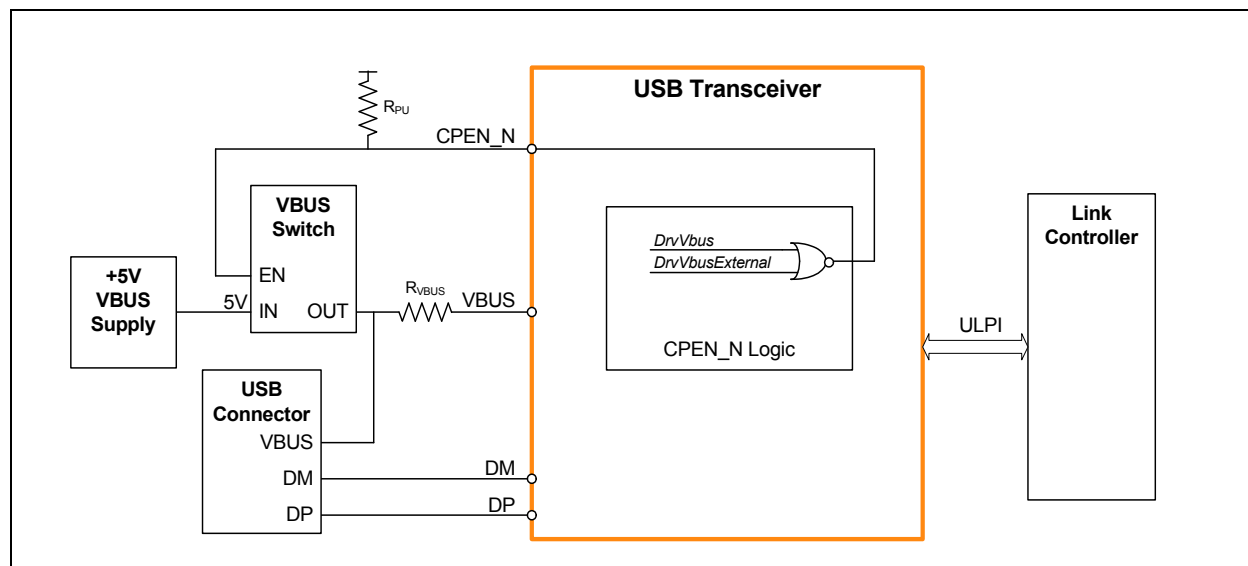 USB Transceiver
RPU
CPEN_N
VBUS
Switch
EN
IN
OUT
+5V
VBUS
Supply
5V
RVBUS
VBUS
DrvVbus
DrvVbusExternal
CPEN_N Logic
ULPI
Link
Controller
USB
Connector
VBUS
DM
DP
DM
DP